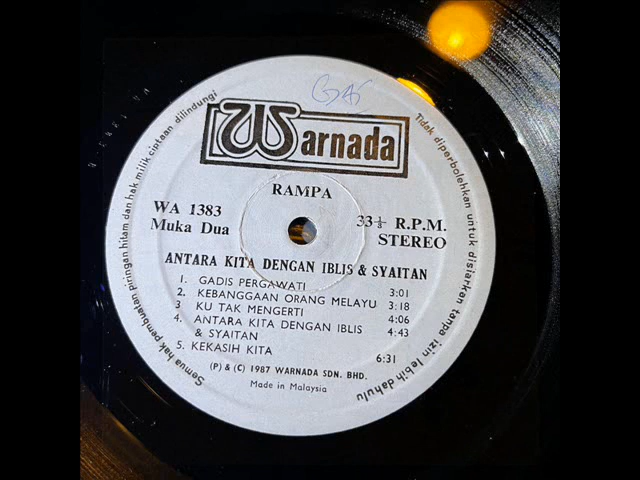 Warnada
RAMPA
WA 1383
Muka Dua
33⅓ R.P.M.
STEREO
ANTARA KITA DENGAN IBLIS & SYAITAN
1. GADIS PERGAWATI 3:01
2. KEBANGGAAN ORANG MELAYU 3:18
3. KU TAK MENGERTI 4:06
4. ANTARA KITA DENGAN IBLIS 4:43
& SYAITAN
5. KEKASIH KITA 6:31
(P) & (C) 1987 WARNADA SDN. BHD.
Made in Malaysia
Semua hak pembuatan piringan hitam dan hak milik ciptaan dilindungi
Tidak diperbolehkan untuk disiarkan tanpa izin lebih dahulu